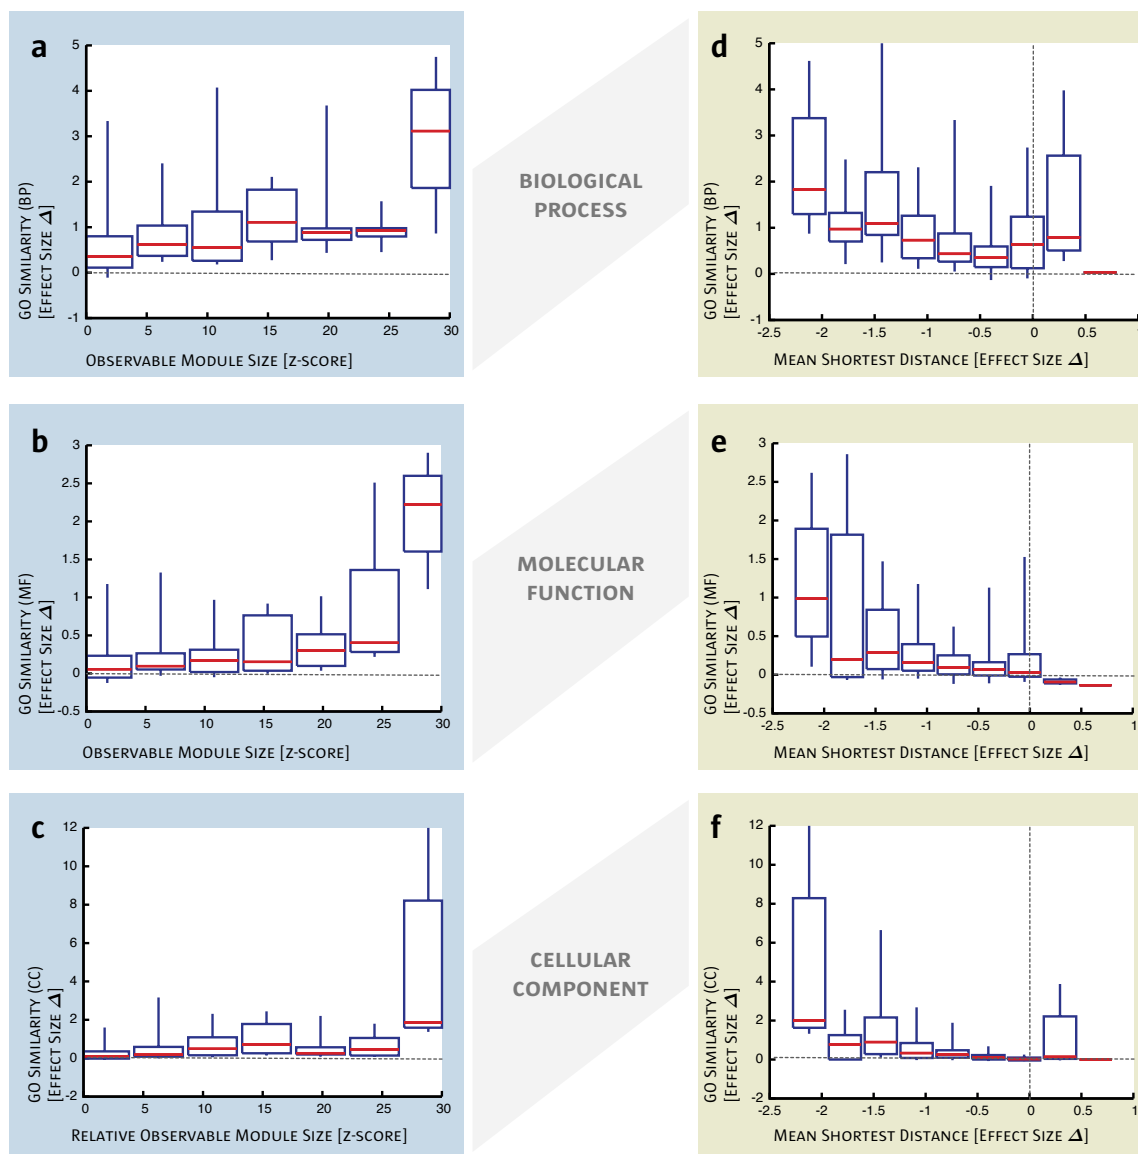 a
5
4
3
2
1
0
-1
0 5 10 15 20 25 30
GO Similarity (BP)
[Effect Size Δ]
Observable Module Size [z-score]
BIOLOGICAL
PROCESS
d
5
4
3
2
1
0
-1
-2.5 -2 -1.5 -1 -0.5 0 0.5 1
GO Similarity (BP)
[Effect Size Δ]
Mean Shortest Distance [Effect Size Δ]
b
3
2.5
2
1.5
1
0.5
0
-0.5
0 5 10 15 20 25 30
GO Similarity (MF)
[Effect Size Δ]
Observable Module Size [z-score]
MOLECULAR
FUNCTION
e
3
2.5
2
1.5
1
0.5
0
-0.5
-2.5 -2 -1.5 -1 -0.5 0 0.5 1
GO Similarity (MF)
[Effect Size Δ]
Mean Shortest Distance [Effect Size Δ]
c
12
10
8
6
4
2
0
-2
0 5 10 15 20 25 30
GO Similarity (CC)
[Effect Size Δ]
Relative Observable Module Size [z-score]
CELLULAR
COMPONENT
f
12
10
8
6
4
2
0
-2
-2.5 -2 -1.5 -1 -0.5 0 0.5 1
GO Similarity (CC)
[Effect Size Δ]
Mean Shortest Distance [Effect Size Δ]